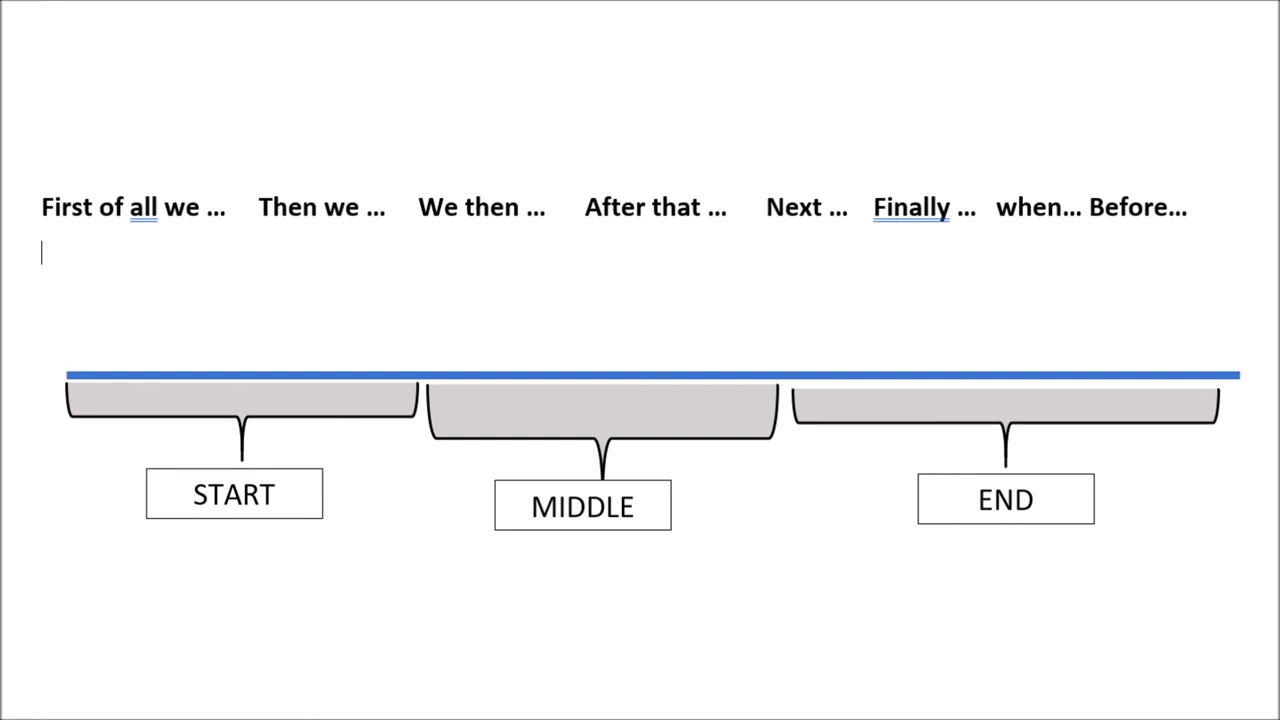 First of all we ... Then we ... We then ... After that ... Next ... Finally ... when... Before...
START
MIDDLE
END